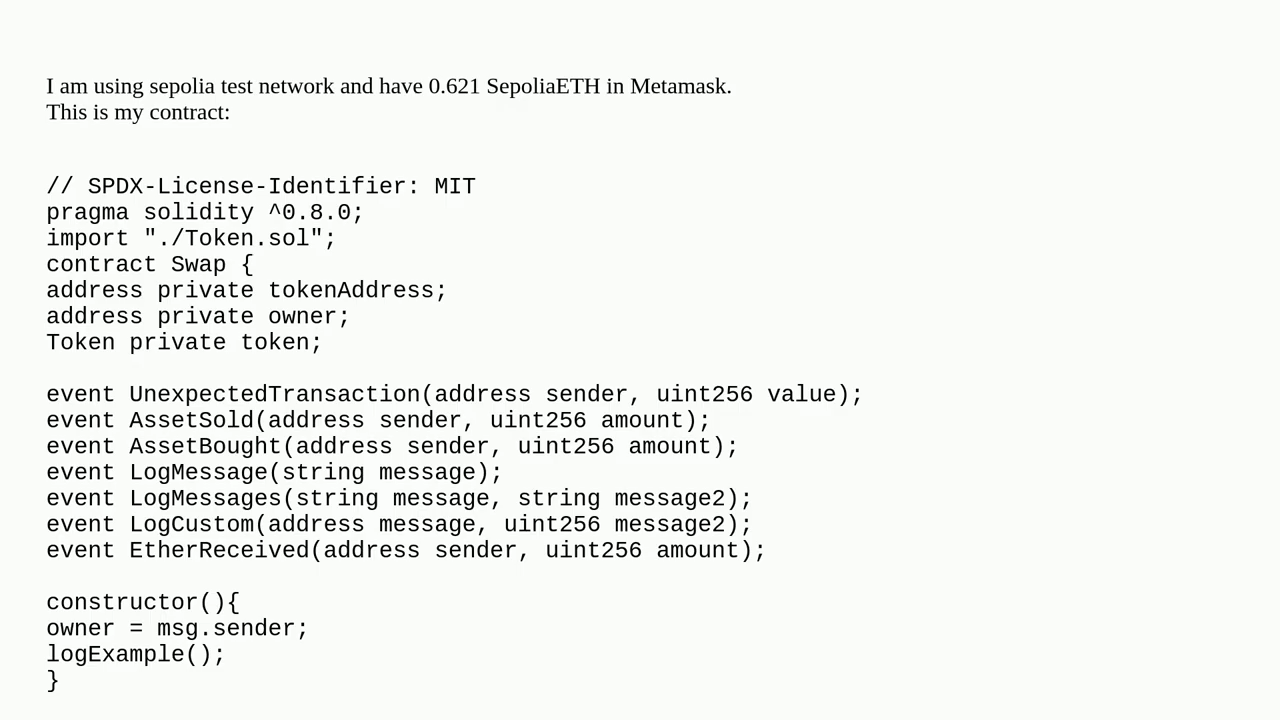 I am using sepolia test network and have 0.621 SepoliaETH in Metamask.
This is my contract:
// SPDX-License-Identifier: MIT
pragma solidity ^0.8.0;
import "./Token.sol";
contract Swap {
address private tokenAddress;
address private owner;
Token private token;
event UnexpectedTransaction(address sender, uint256 value);
event AssetSold(address sender, uint256 amount);
event AssetBought(address sender, uint256 amount);
event LogMessage(string message);
event LogMessages(string message, string message2);
event LogCustom(address message, uint256 message2);
event EtherReceived(address sender, uint256 amount);
constructor(){
owner = msg.sender;
logExample();
}